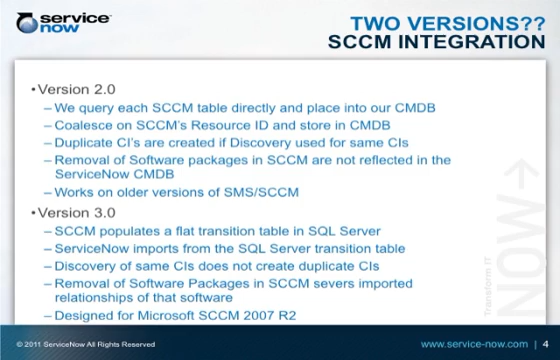 service
now
TWO VERSIONS??
SCCM INTEGRATION
•Version 2.0
–We query each SCCM table directly and place into our CMDB
–Coalesce on SCCM's Resource ID and store in CMDB
–Duplicate CI's are created if Discovery used for same CIs
–Removal of Software packages in SCCM are not reflected in the
ServiceNow CMDB
–Works on older versions of SMS/SCCM
•Version 3.0
–SCCM populates a flat transition table in SQL Server
–ServiceNow imports from the SQL Server transition table
–Discovery of same CIs does not create duplicate CIs
–Removal of Software Packages in SCCM severs imported
relationships of that software
–Designed for Microsoft SCCM 2007 R2
Transform IT
NOW
© 2011 ServiceNow All Rights Reserved
www.service-now.com | 4